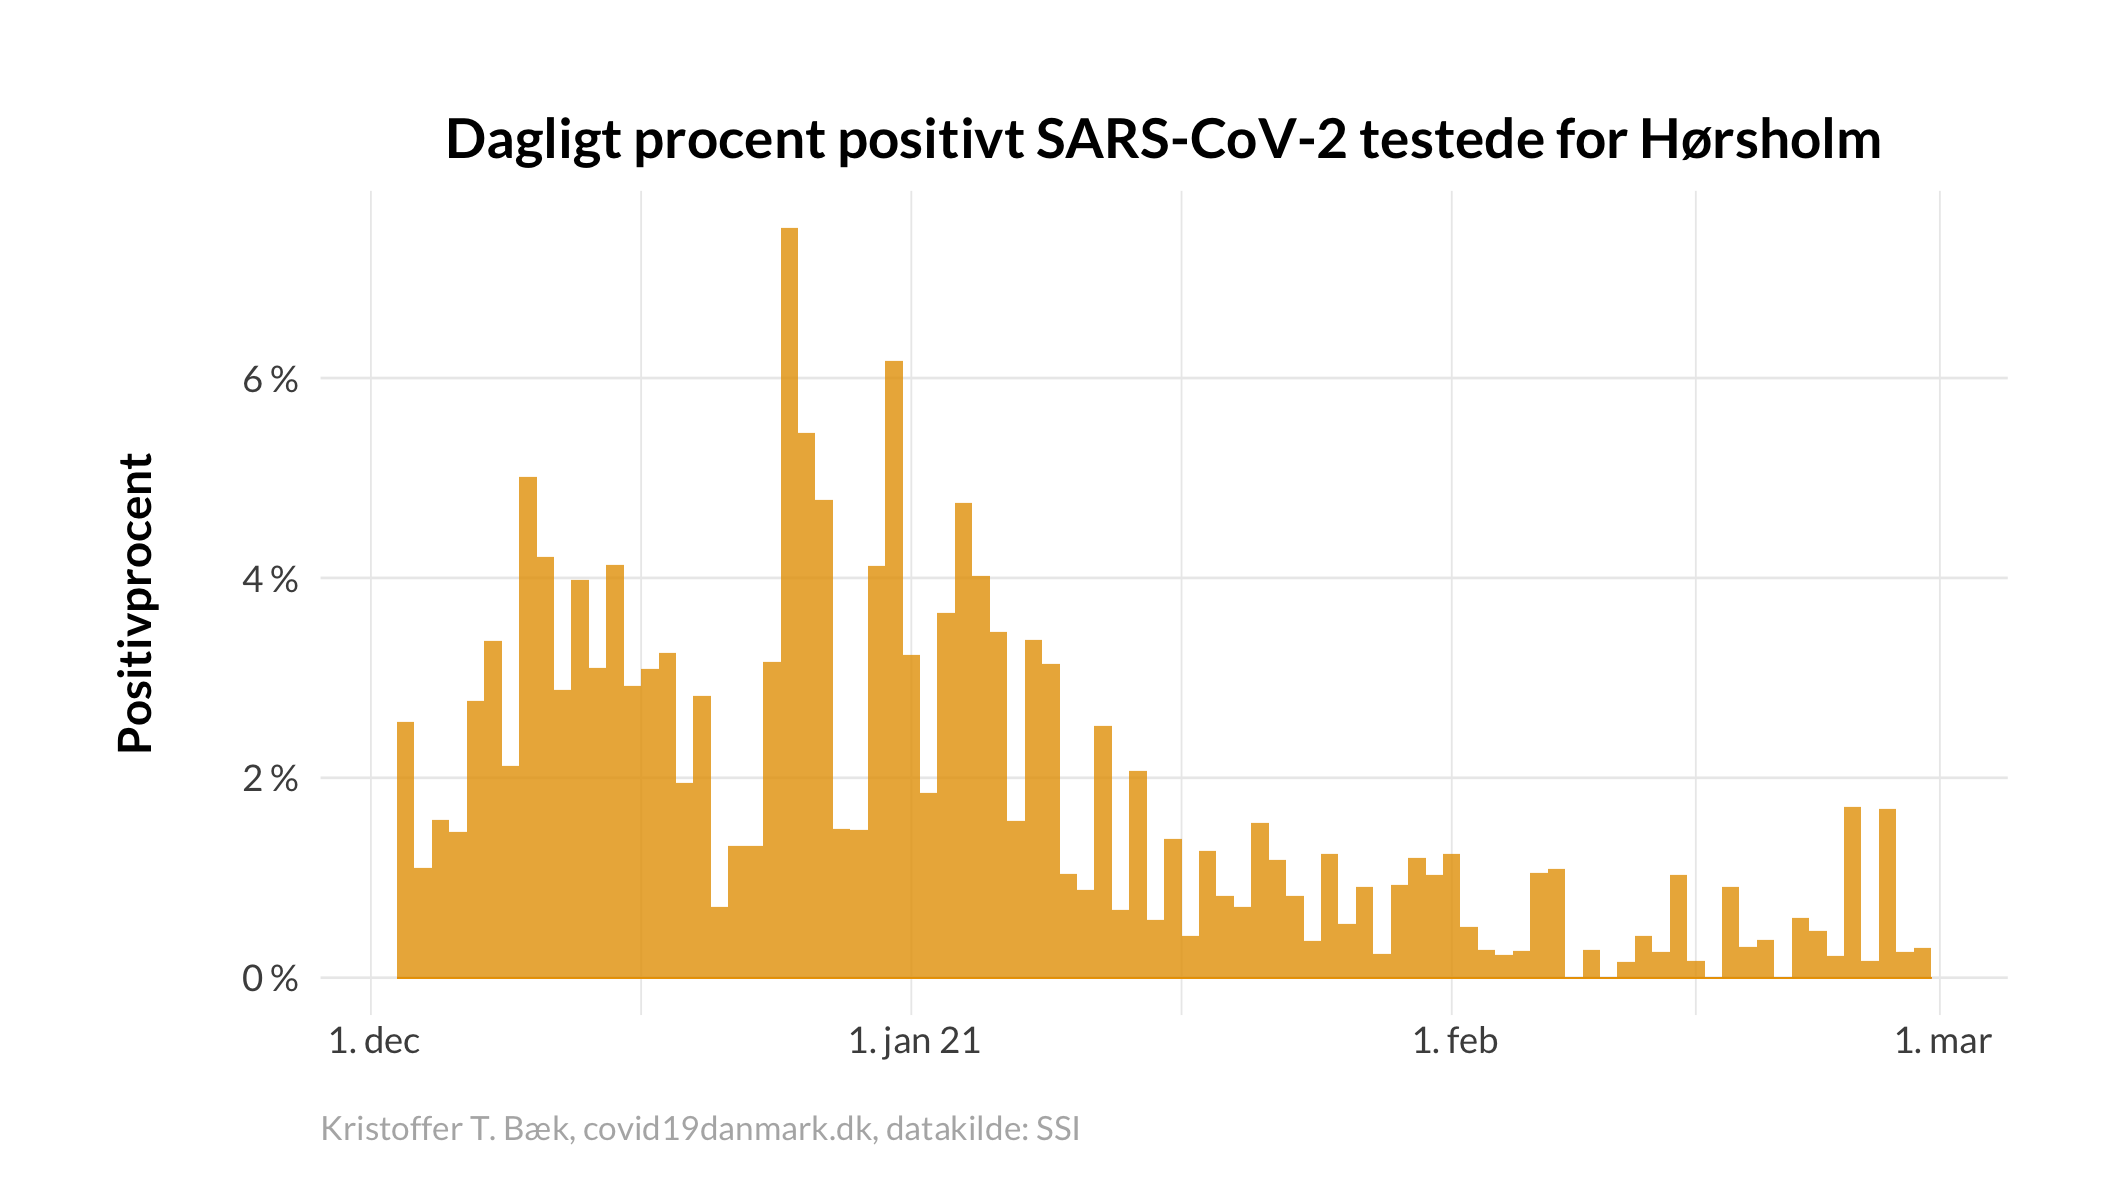 Dagligt procent positivt SARS-CoV-2 testede for Hørsholm
Positivprocent
6 %
4 %
2 %
0 %
1. dec
1. jan 21
1. feb
1. mar
Kristoffer T. Bæk, covid19danmark.dk, datakilde: SSI